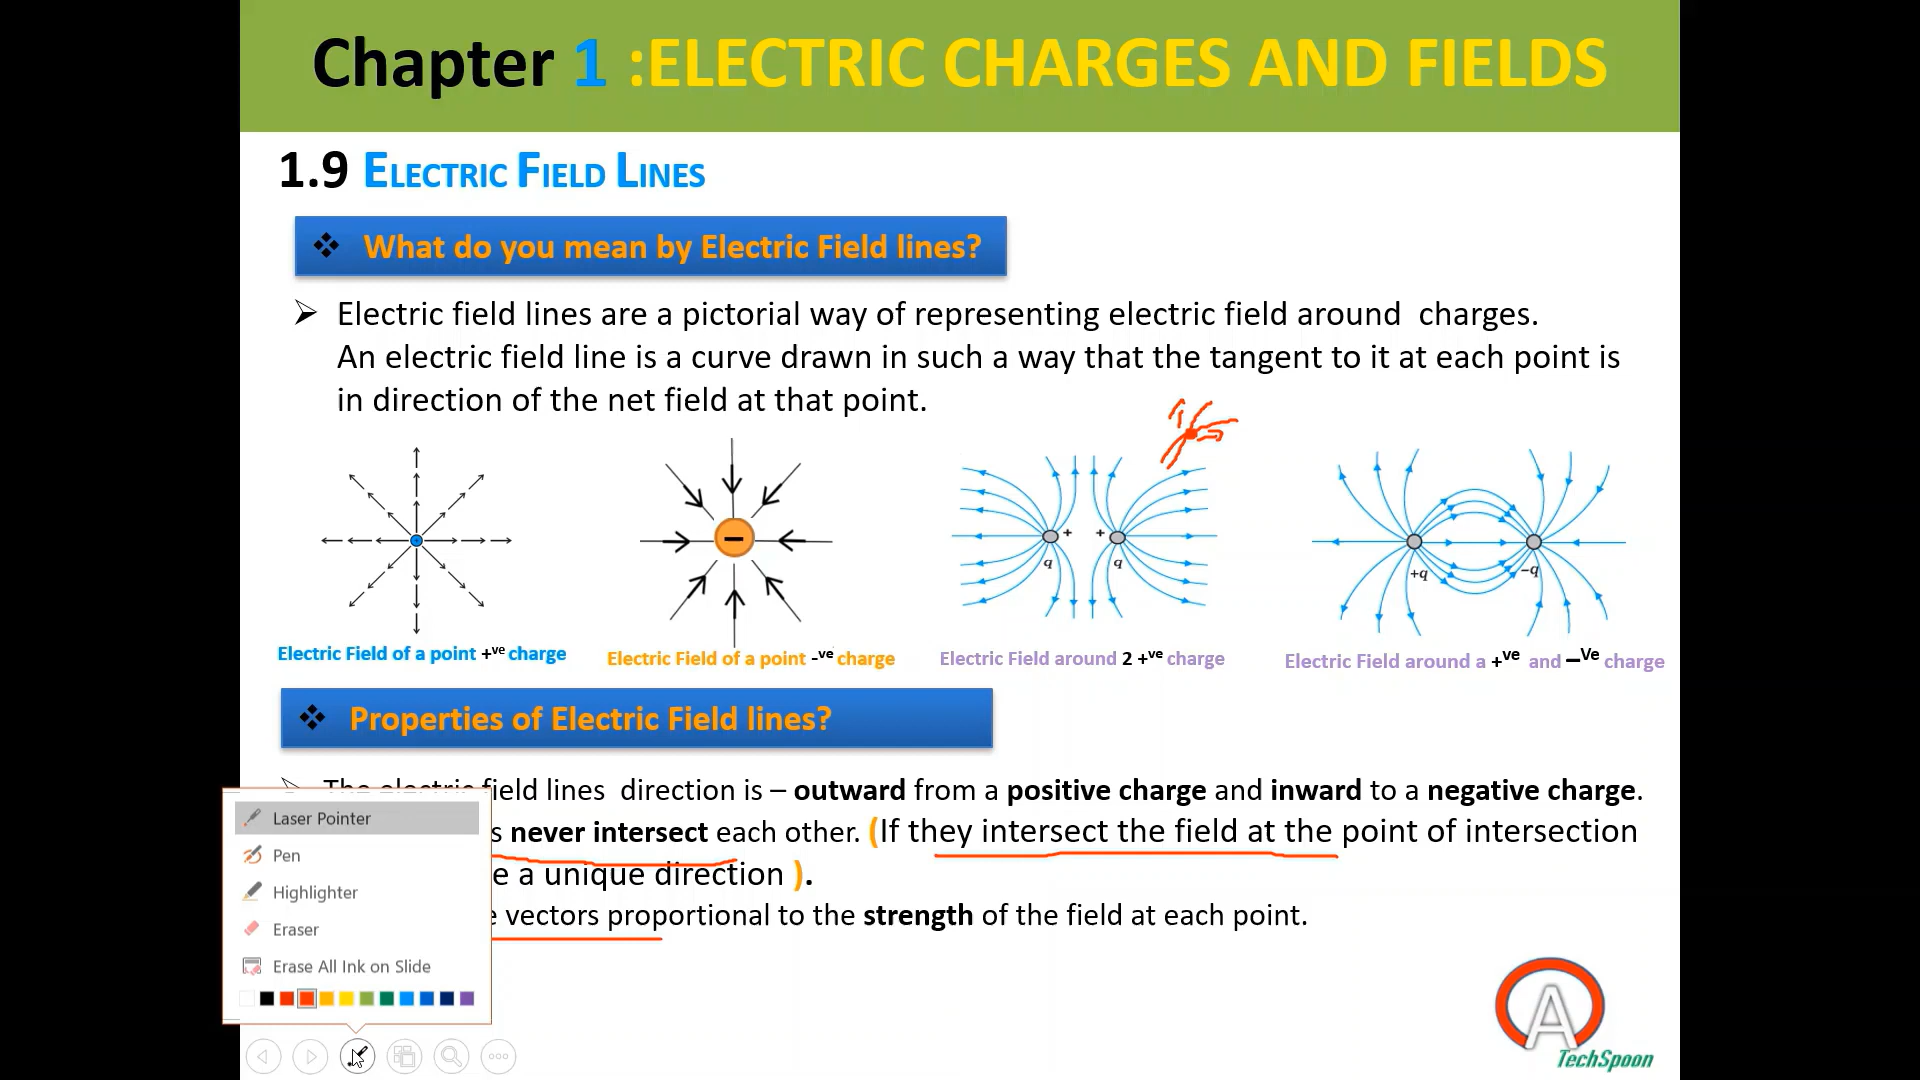 Chapter 1 :ELECTRIC CHARGES AND FIELDS
1.9 ELECTRIC FIELD LINES
What do you mean by Electric Field lines?
Electric field lines are a pictorial way of representing electric field around charges.
An electric field line is a curve drawn in such a way that the tangent to it at each point is
in direction of the net field at that point.
+ +
q q
+q -q
Electric Field of a point +ve charge
Electric Field of a point -ve charge
Electric Field around 2 +ve charge
Electric Field around a +ve and –Ve charge
Properties of Electric Field lines?
The electric field lines direction is – outward from a positive charge and inward to a negative charge.
s never intersect each other. (If they intersect the field at the point of intersection
e a unique direction ).
e vectors proportional to the strength of the field at each point.
Laser Pointer
Pen
Highlighter
Eraser
Erase All Ink on Slide
A
TechSpoon